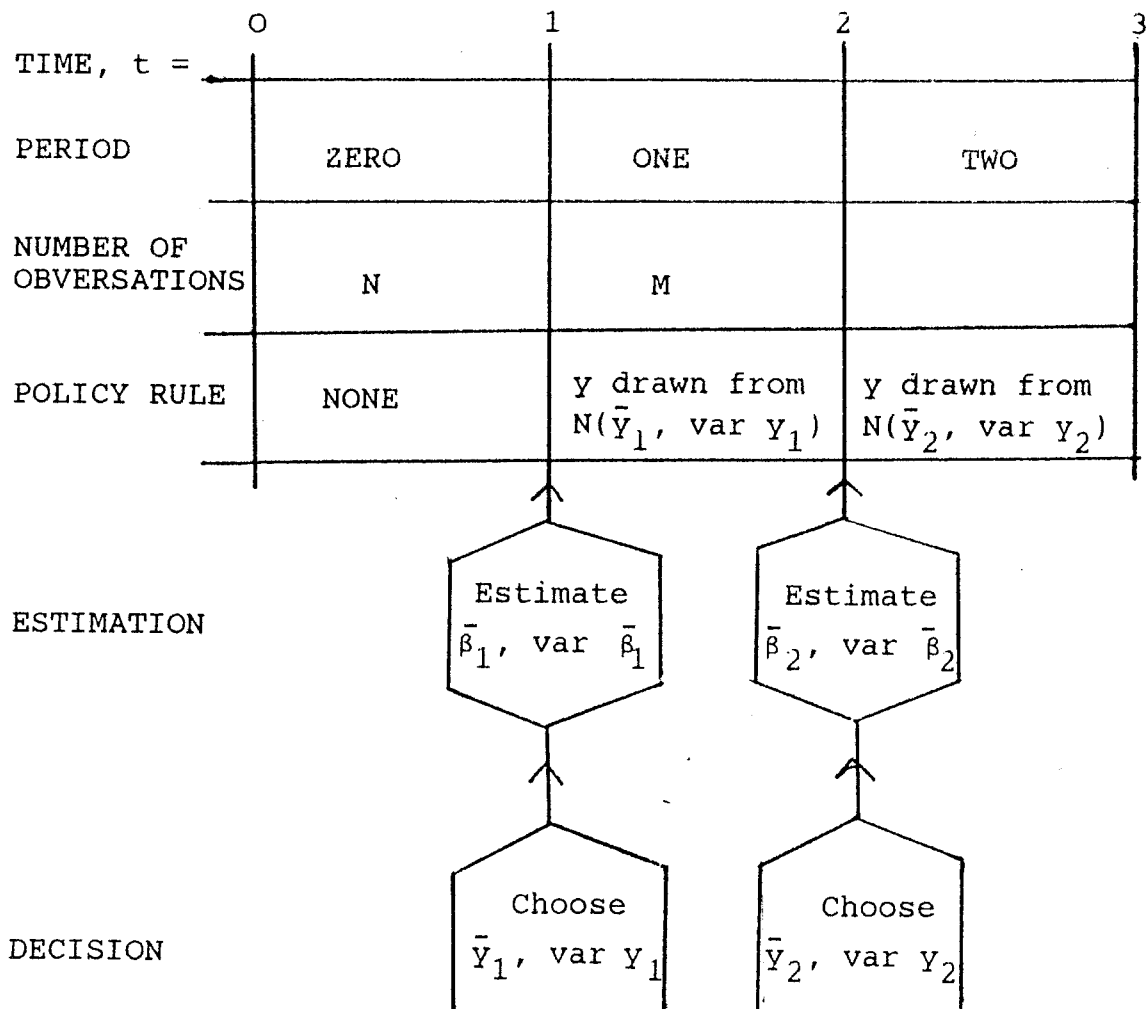 0 1 2 3
TIME, t =
PERIOD ZERO ONE TWO
NUMBER OF
OBVERSATIONS N M
POLICY RULE NONE y drawn from N(ȳ₁, var y₁) y drawn from N(ȳ₂, var y₂)
ESTIMATION
Estimate
β̄₁, var β̄₁
Estimate
β̄₂, var β̄₂
DECISION
Choose
ȳ₁, var y₁
Choose
ȳ₂, var y₂